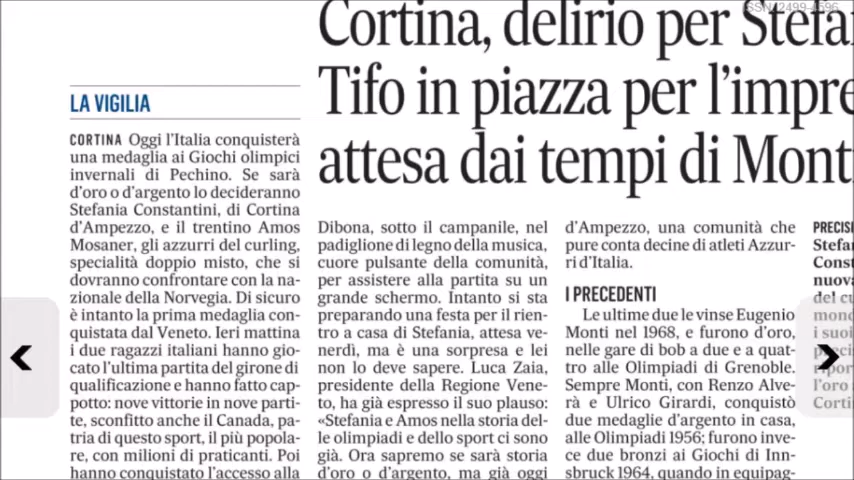 ISSN 2499-4596
Cortina, delirio per Stefa
Tifo in piazza per l'impre
attesa dai tempi di Mont
LA VIGILIA
CORTINA Oggi l'Italia conquisterà
una medaglia ai Giochi olimpici
invernali di Pechino. Se sarà
d'oro o d'argento lo decideranno
Stefania Constantini, di Cortina
d'Ampezzo, e il trentino Amos
Mosaner, gli azzurri del curling,
specialità doppio misto, che si
dovranno confrontare con la na-
zionale della Norvegia. Di sicuro
è intanto la prima medaglia con-
quistata dal Veneto. Ieri mattina
i due ragazzi italiani hanno gio-
cato l'ultima partita del girone di
qualificazione e hanno fatto cap-
potto: nove vittorie in nove parti-
te, sconfitto anche il Canada, pa-
tria di questo sport, il più popola-
re, con milioni di praticanti. Poi
hanno conquistato l'accesso alla
Dibona, sotto il campanile, nel
padiglione di legno della musica,
cuore pulsante della comunità,
per assistere alla partita su un
grande schermo. Intanto si sta
preparando una festa per il rien-
tro a casa di Stefania, attesa ve-
nerdì, ma è una sorpresa e lei
non lo deve sapere. Luca Zaia,
presidente della Regione Vene-
to, ha già espresso il suo plauso:
«Stefania e Amos nella storia del-
le olimpiadi e dello sport ci sono
già. Ora sapremo se sarà storia
d'oro o d'argento, ma già oggi
d'Ampezzo, una comunità che
pure conta decine di atleti Azzur-
ri d'Italia.
I PRECEDENTI
Le ultime due le vinse Eugenio
Monti nel 1968, e furono d'oro,
nelle gare di bob a due e a quat-
tro alle Olimpiadi di Grenoble.
Sempre Monti, con Renzo Alve-
rà e Ulrico Girardi, conquistò
due medaglie d'argento in casa,
alle Olimpiadi 1956; furono inve-
ce due bronzi ai Giochi di Inn-
sbruck 1964, quando in equipag-
PRECISI
Stefan
Const
nuova
del cu
mond
i suoi
l'oro
Corti